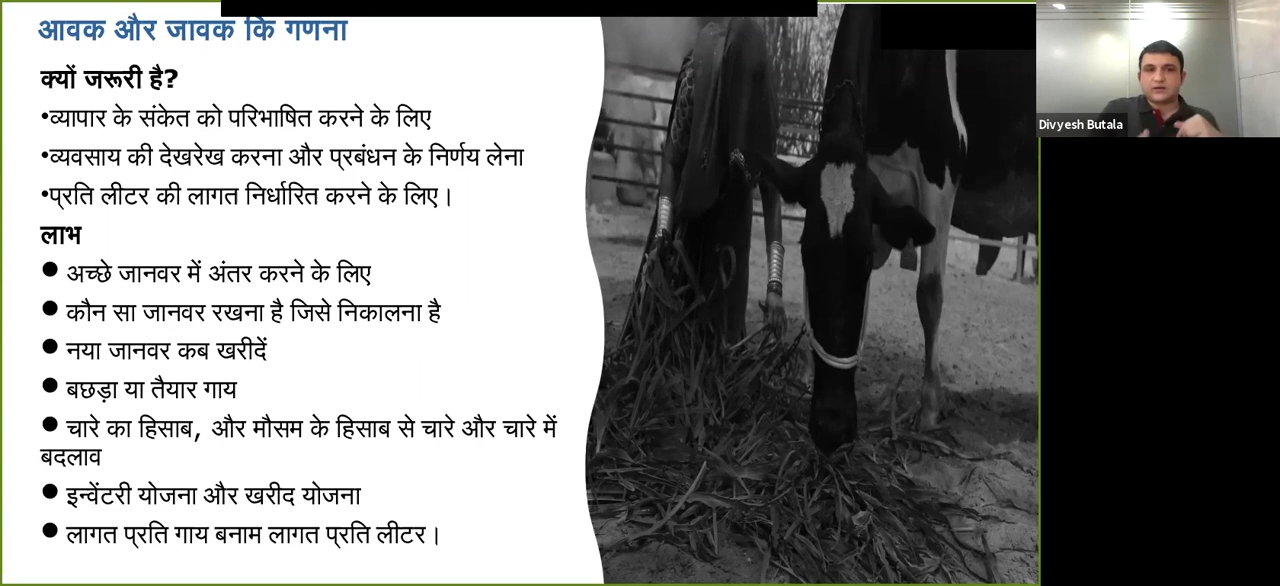 आवक और जावक कि गणना
क्यों जरूरी है?
•व्यापार के संकेत को परिभाषित करने के लिए
•व्यवसाय की देखरेख करना और प्रबंधन के निर्णय लेना
•प्रति लीटर की लागत निर्धारित करने के लिए।
लाभ
● अच्छे जानवर में अंतर करने के लिए
● कौन सा जानवर रखना है जिसे निकालना है
● नया जानवर कब खरीदें
● बछड़ा या तैयार गाय
● चारे का हिसाब, और मौसम के हिसाब से चारे और चारे में
बदलाव
● इन्वेंटरी योजना और खरीद योजना
● लागत प्रति गाय बनाम लागत प्रति लीटर।
Divyesh Butala